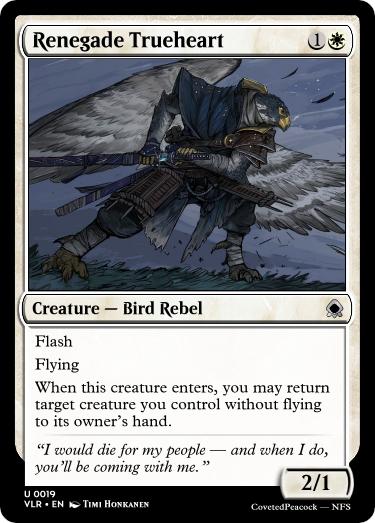 Renegade Trueheart 1
Creature — Bird Rebel
Flash
Flying
When this creature enters, you may return
target creature you control without flying
to its owner's hand.
“I would die for my people — and when I do,
you'll be coming with me.”
2/1
U 0019
VLR • EN Timi Honkanen
CovetedPeacock — NFS